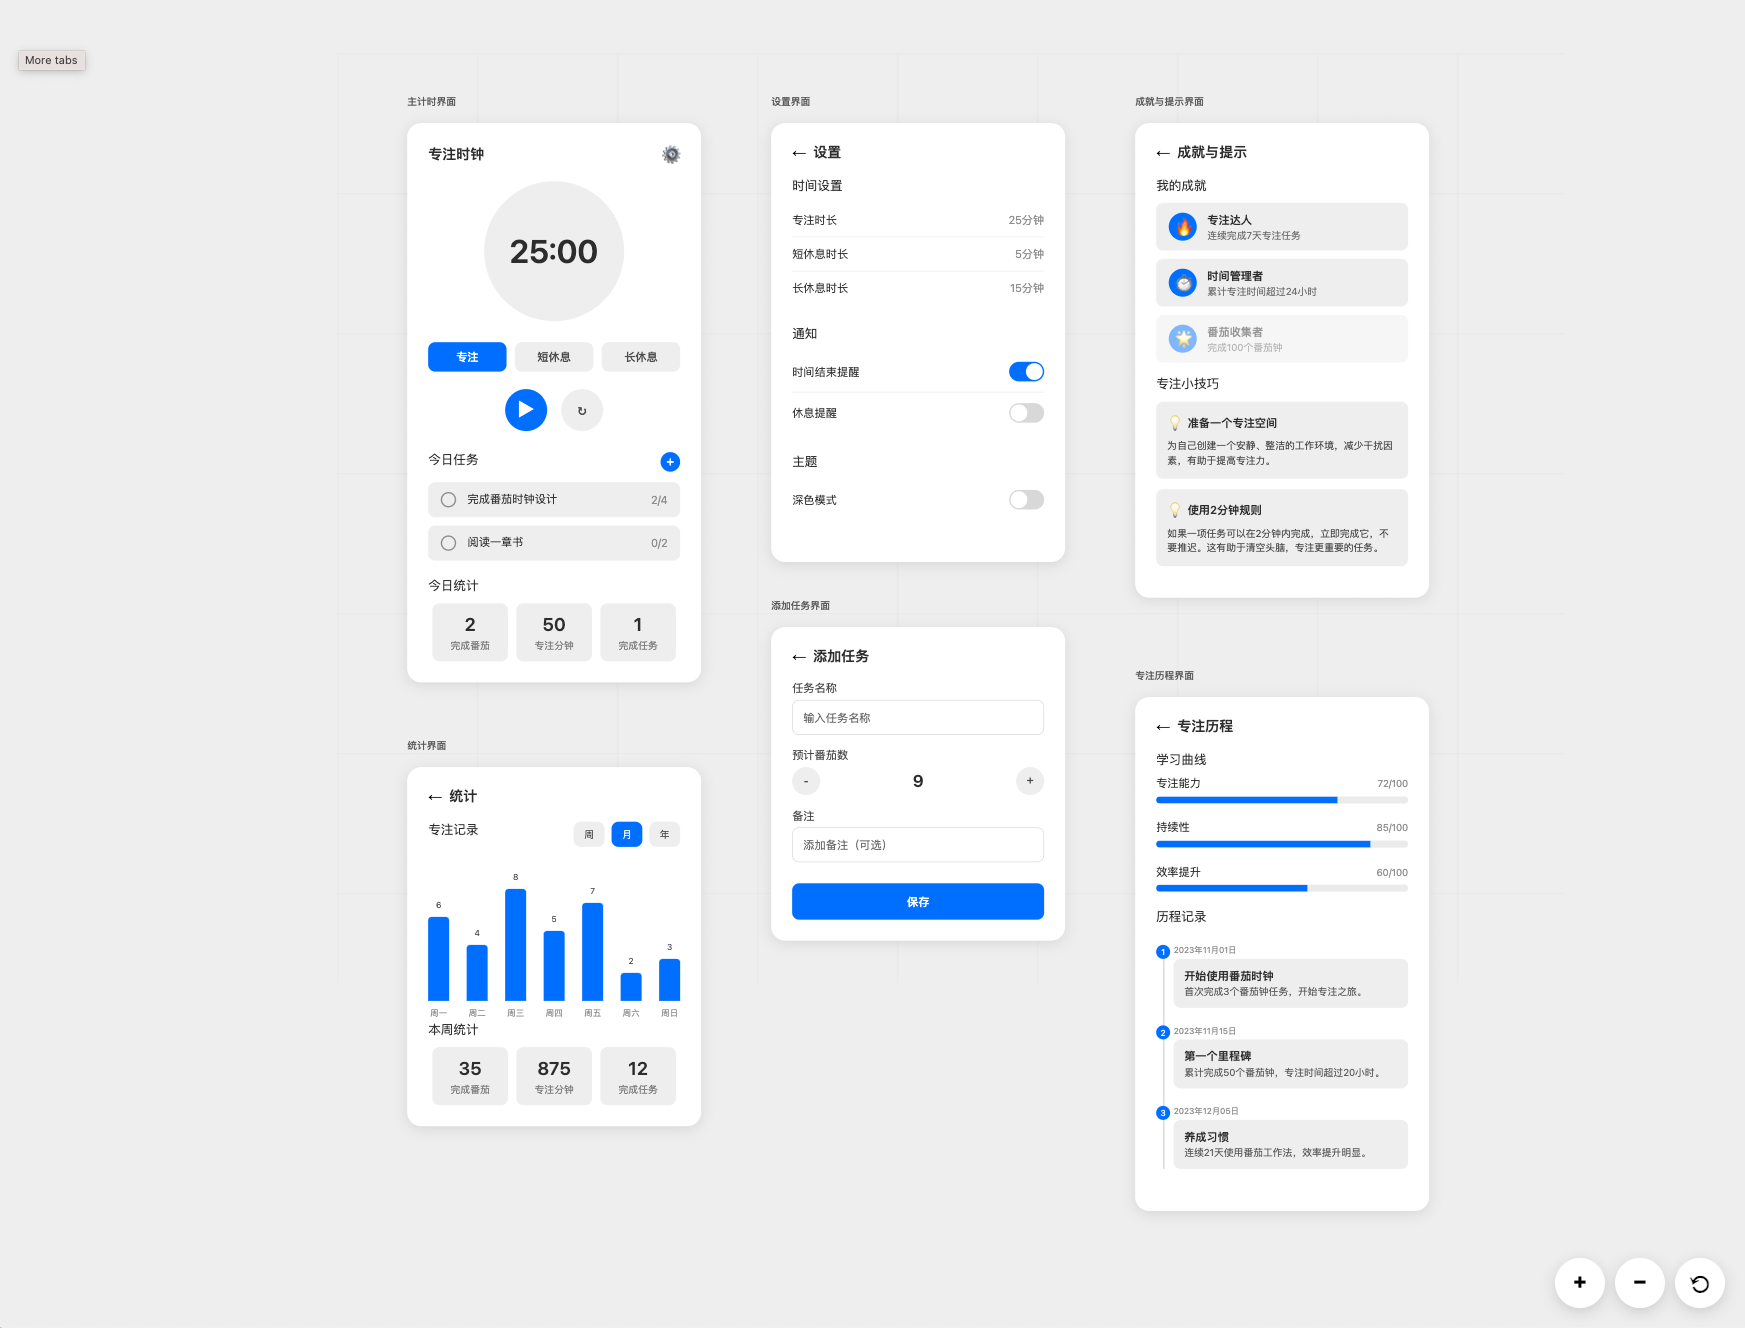 More tabs
主计时界面
专注时钟
25:00
专注
短休息
长休息
↻
今日任务
+
完成番茄时钟设计
2/4
阅读一章书
0/2
今日统计
2
完成番茄
50
专注分钟
1
完成任务
统计界面
← 统计
专注记录
周
月
年
6
4
8
5
7
2
3
周一
周二
周三
周四
周五
周六
周日
本周统计
35
完成番茄
875
专注分钟
12
完成任务
设置界面
← 设置
时间设置
专注时长
25分钟
短休息时长
5分钟
长休息时长
15分钟
通知
时间结束提醒
休息提醒
主题
深色模式
添加任务界面
← 添加任务
任务名称
输入任务名称
预计番茄数
-
9
+
备注
添加备注（可选）
保存
成就与提示界面
← 成就与提示
我的成就
专注达人
连续完成7天专注任务
时间管理者
累计专注时间超过24小时
番茄收集者
完成100个番茄钟
专注小技巧
准备一个专注空间
为自己创建一个安静、整洁的工作环境，减少干扰因
素，有助于提高专注力。
使用2分钟规则
如果一项任务可以在2分钟内完成，立即完成它，不
要推迟。这有助于清空头脑，专注更重要的任务。
专注历程界面
← 专注历程
学习曲线
专注能力
72/100
持续性
85/100
效率提升
60/100
历程记录
1
2023年11月01日
开始使用番茄时钟
首次完成3个番茄钟任务，开始专注之旅。
2
2023年11月15日
第一个里程碑
累计完成50个番茄钟，专注时间超过20小时。
3
2023年12月05日
养成习惯
连续21天使用番茄工作法，效率提升明显。
+
−